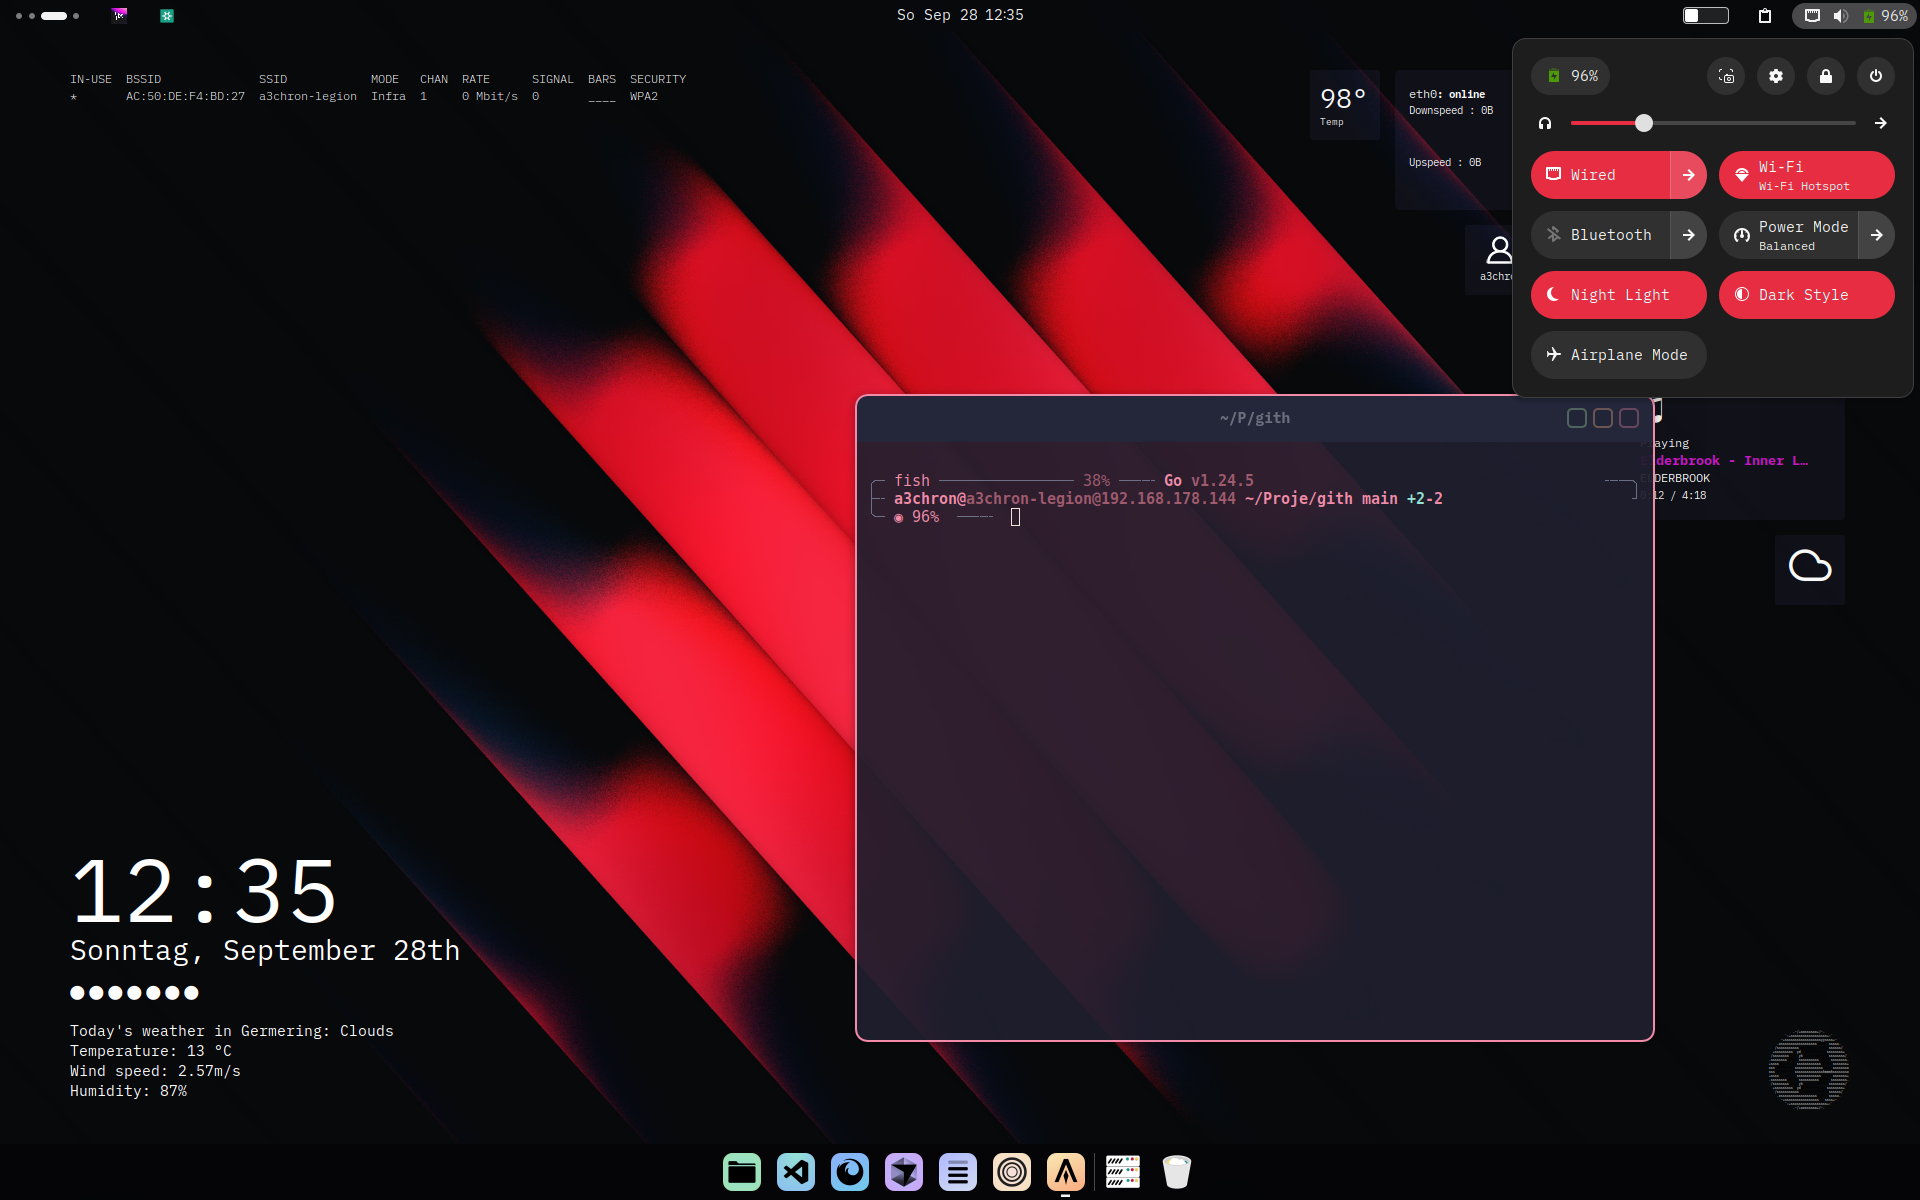 So Sep 28 12:35
96%
IN-USE BSSID SSID MODE CHAN RATE SIGNAL BARS SECURITY
* AC:50:DE:F4:BD:27 a3chron-legion Infra 1 0 Mbit/s 0 ____ WPA2
98°
Temp
eth0: online
Downspeed : 0B
Upspeed : 0B
a3chr
96%
Wired
Wi-Fi
Wi-Fi Hotspot
Bluetooth
Power Mode
Balanced
Night Light
Dark Style
Airplane Mode
~/P/gith
fish 38% Go v1.24.5
a3chron@a3chron-legion@192.168.178.144 ~/Proje/gith main +2-2
◉ 96%
aying
derbrook - Inner L…
LDERBROOK
12 / 4:18
12:35
Sonntag, September 28th
●●●●●●●
Today's weather in Germering: Clouds
Temperature: 13 °C
Wind speed: 2.57m/s
Humidity: 87%